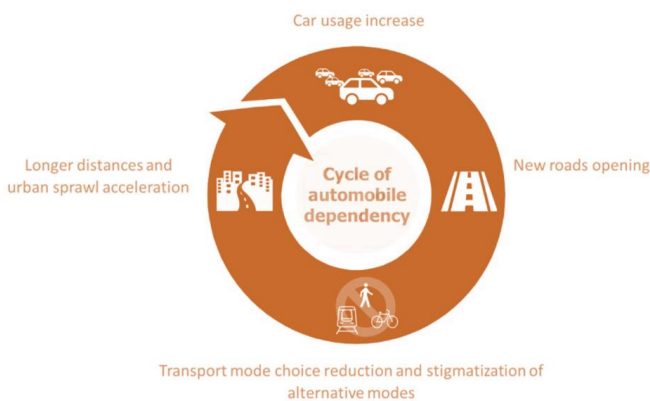 Car usage increase
Longer distances and
urban sprawl acceleration
Cycle of
automobile
dependency
New roads opening
Transport mode choice reduction and stigmatization of
alternative modes